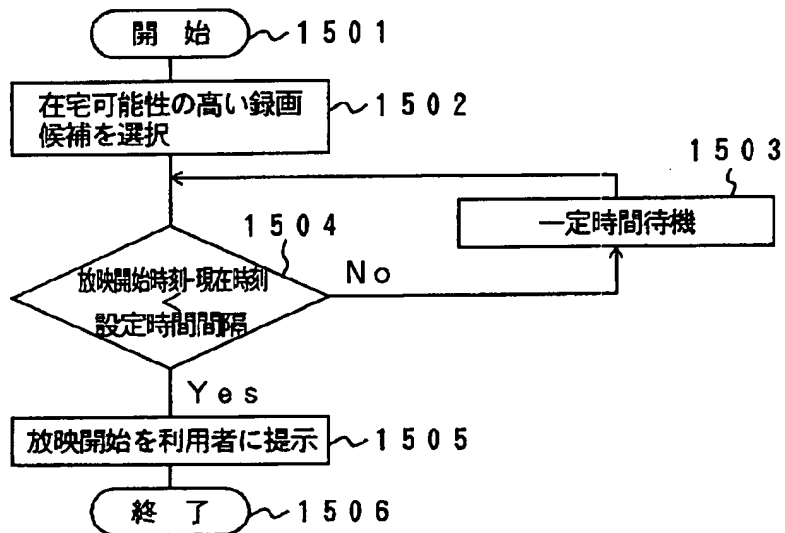 開 始 1501
在宅可能性の高い録画
候補を選択
1502
1503
一定時間待機
1504
放映開始時刻-現在時刻
<
設定時間間隔
No
Yes
放映開始を利用者に提示 1505
終 了 1506